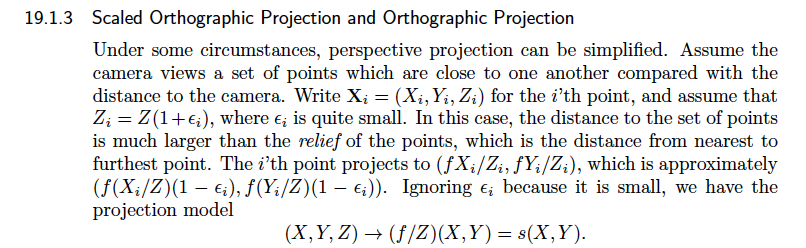 19.1.3 Scaled Orthographic Projection and Orthographic Projection
Under some circumstances, perspective projection can be simplified. Assume the
camera views a set of points which are close to one another compared with the
distance to the camera. Write Xᵢ = (Xᵢ, Yᵢ, Zᵢ) for the i'th point, and assume that
Zᵢ = Z(1+ϵᵢ), where ϵᵢ is quite small. In this case, the distance to the set of points
is much larger than the relief of the points, which is the distance from nearest to
furthest point. The i'th point projects to (fXᵢ/Zᵢ, fYᵢ/Zᵢ), which is approximately
(f(Xᵢ/Z)(1 − ϵᵢ), f(Yᵢ/Z)(1 − ϵᵢ)). Ignoring ϵᵢ because it is small, we have the
projection model
(X, Y, Z) → (f/Z)(X, Y) = s(X, Y).